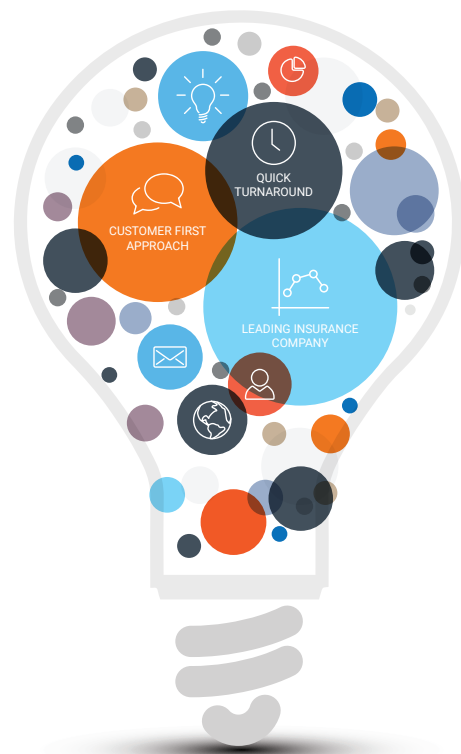 QUICK
TURNAROUND
CUSTOMER FIRST
APPROACH
LEADING INSURANCE
COMPANY